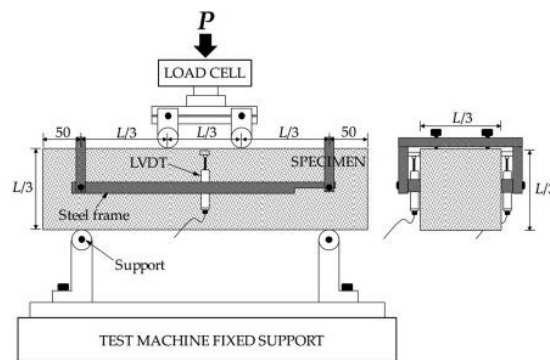 P
LOAD CELL
50 L/3 L/3 L/3 50
L/3
LVDT
SPECIMEN
L/3
L/3
Steel frame
Support
TEST MACHINE FIXED SUPPORT